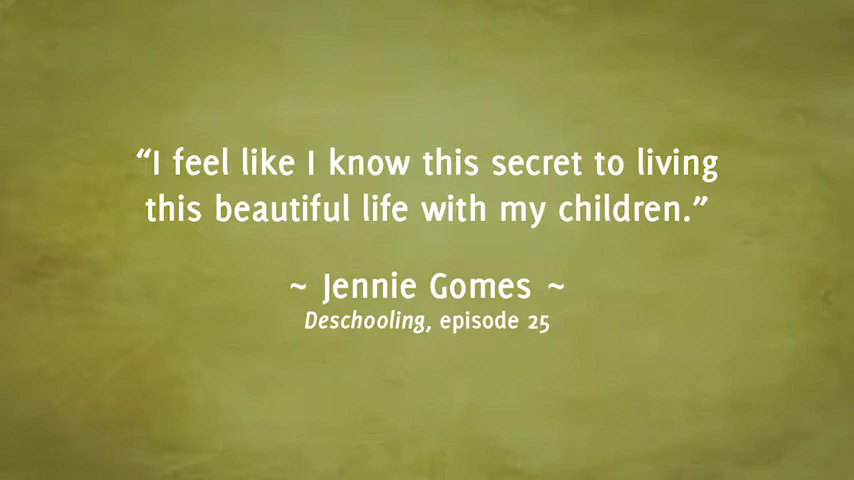 “I feel like I know this secret to living
this beautiful life with my children.”
~ Jennie Gomes ~
Deschooling, episode 25